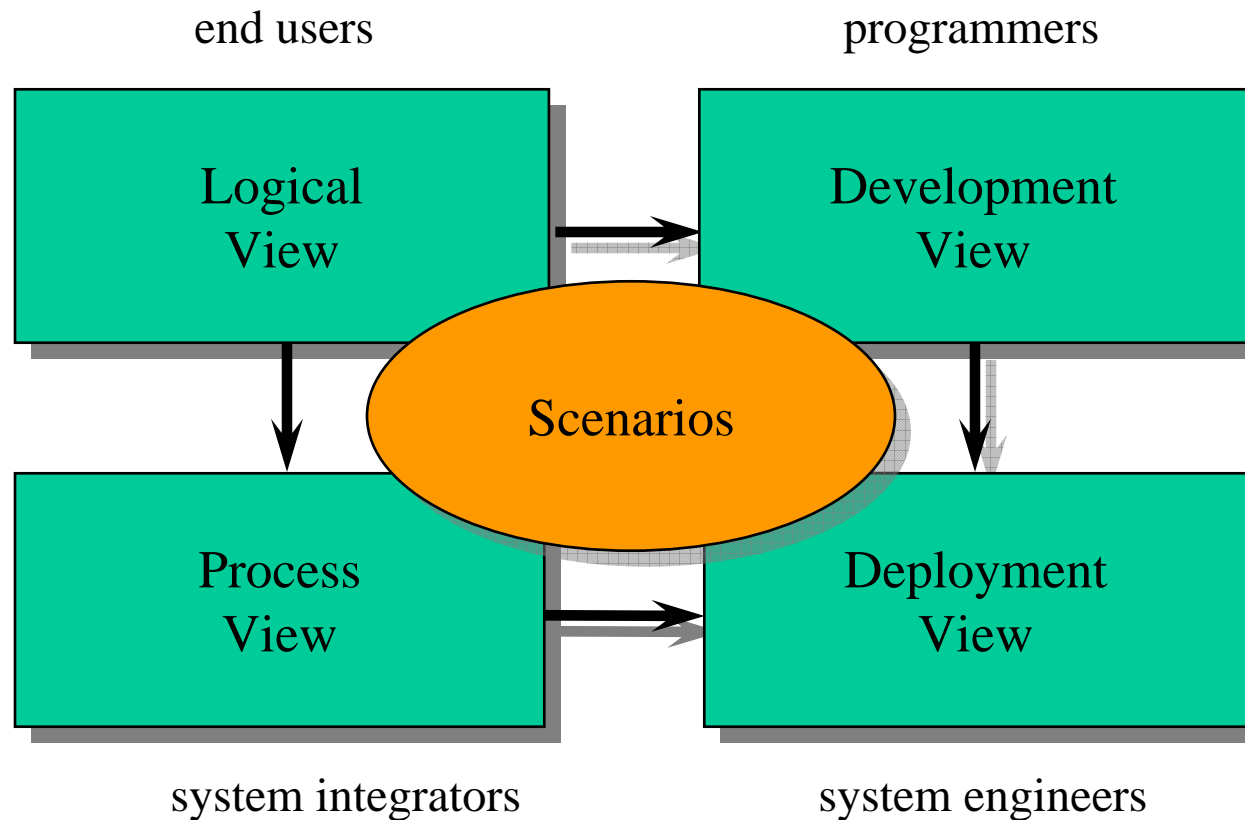 end users
programmers
Logical
View
Development
View
Scenarios
Process
View
Deployment
View
system integrators
system engineers